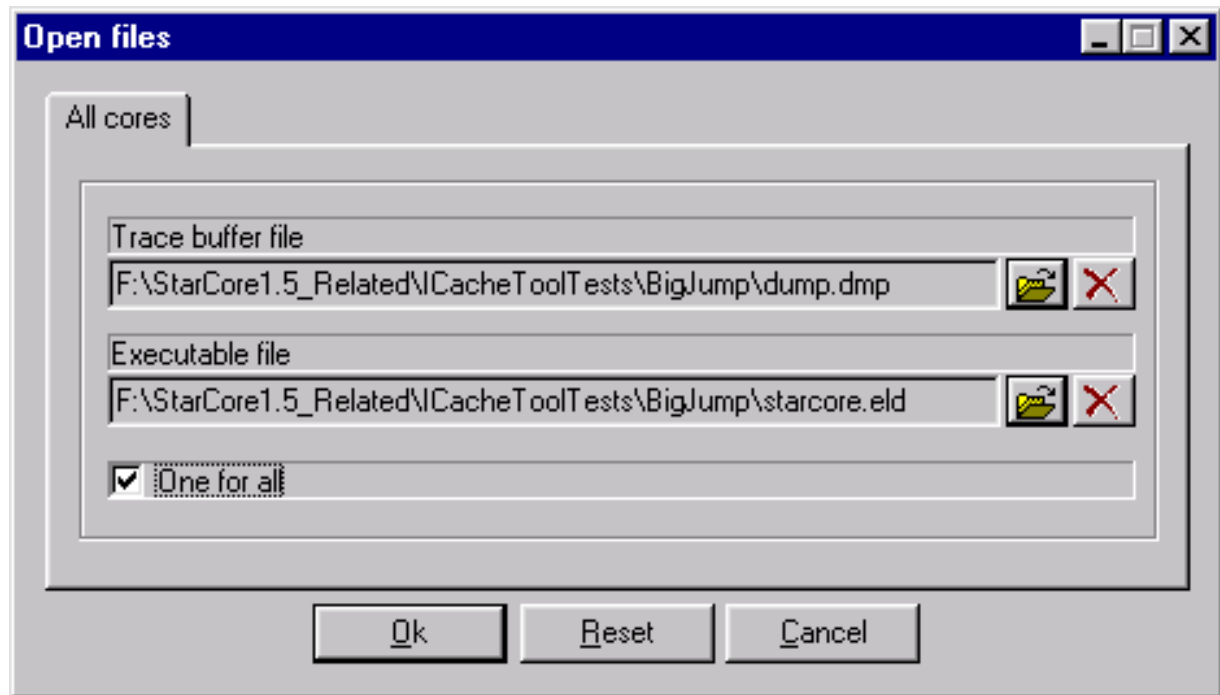 Open files
All cores
Trace buffer file
F:\StarCore1.5_Related\ICacheToolTests\BigJump\dump.dmp
Executable file
F:\StarCore1.5_Related\ICacheToolTests\BigJump\starcore.eld
One for all
Ok Reset Cancel